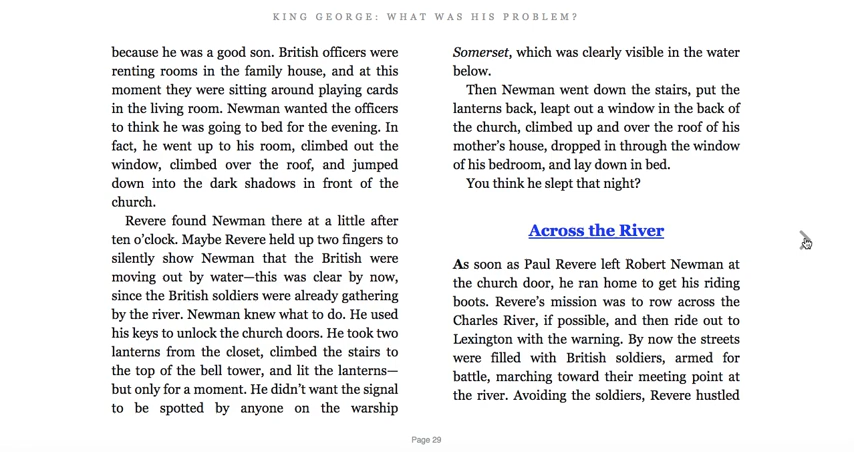 KING GEORGE: WHAT WAS HIS PROBLEM?
because he was a good son. British officers were
renting rooms in the family house, and at this
moment they were sitting around playing cards
in the living room. Newman wanted the officers
to think he was going to bed for the evening. In
fact, he went up to his room, climbed out the
window, climbed over the roof, and jumped
down into the dark shadows in front of the
church.
Revere found Newman there at a little after
ten o’clock. Maybe Revere held up two fingers to
silently show Newman that the British were
moving out by water—this was clear by now,
since the British soldiers were already gathering
by the river. Newman knew what to do. He used
his keys to unlock the church doors. He took two
lanterns from the closet, climbed the stairs to
the top of the bell tower, and lit the lanterns—
but only for a moment. He didn’t want the signal
to be spotted by anyone on the warship
Somerset, which was clearly visible in the water
below.
Then Newman went down the stairs, put the
lanterns back, leapt out a window in the back of
the church, climbed up and over the roof of his
mother’s house, dropped in through the window
of his bedroom, and lay down in bed.
You think he slept that night?
Across the River
As soon as Paul Revere left Robert Newman at
the church door, he ran home to get his riding
boots. Revere’s mission was to row across the
Charles River, if possible, and then ride out to
Lexington with the warning. By now the streets
were filled with British soldiers, armed for
battle, marching toward their meeting point at
the river. Avoiding the soldiers, Revere hustled
Page 29